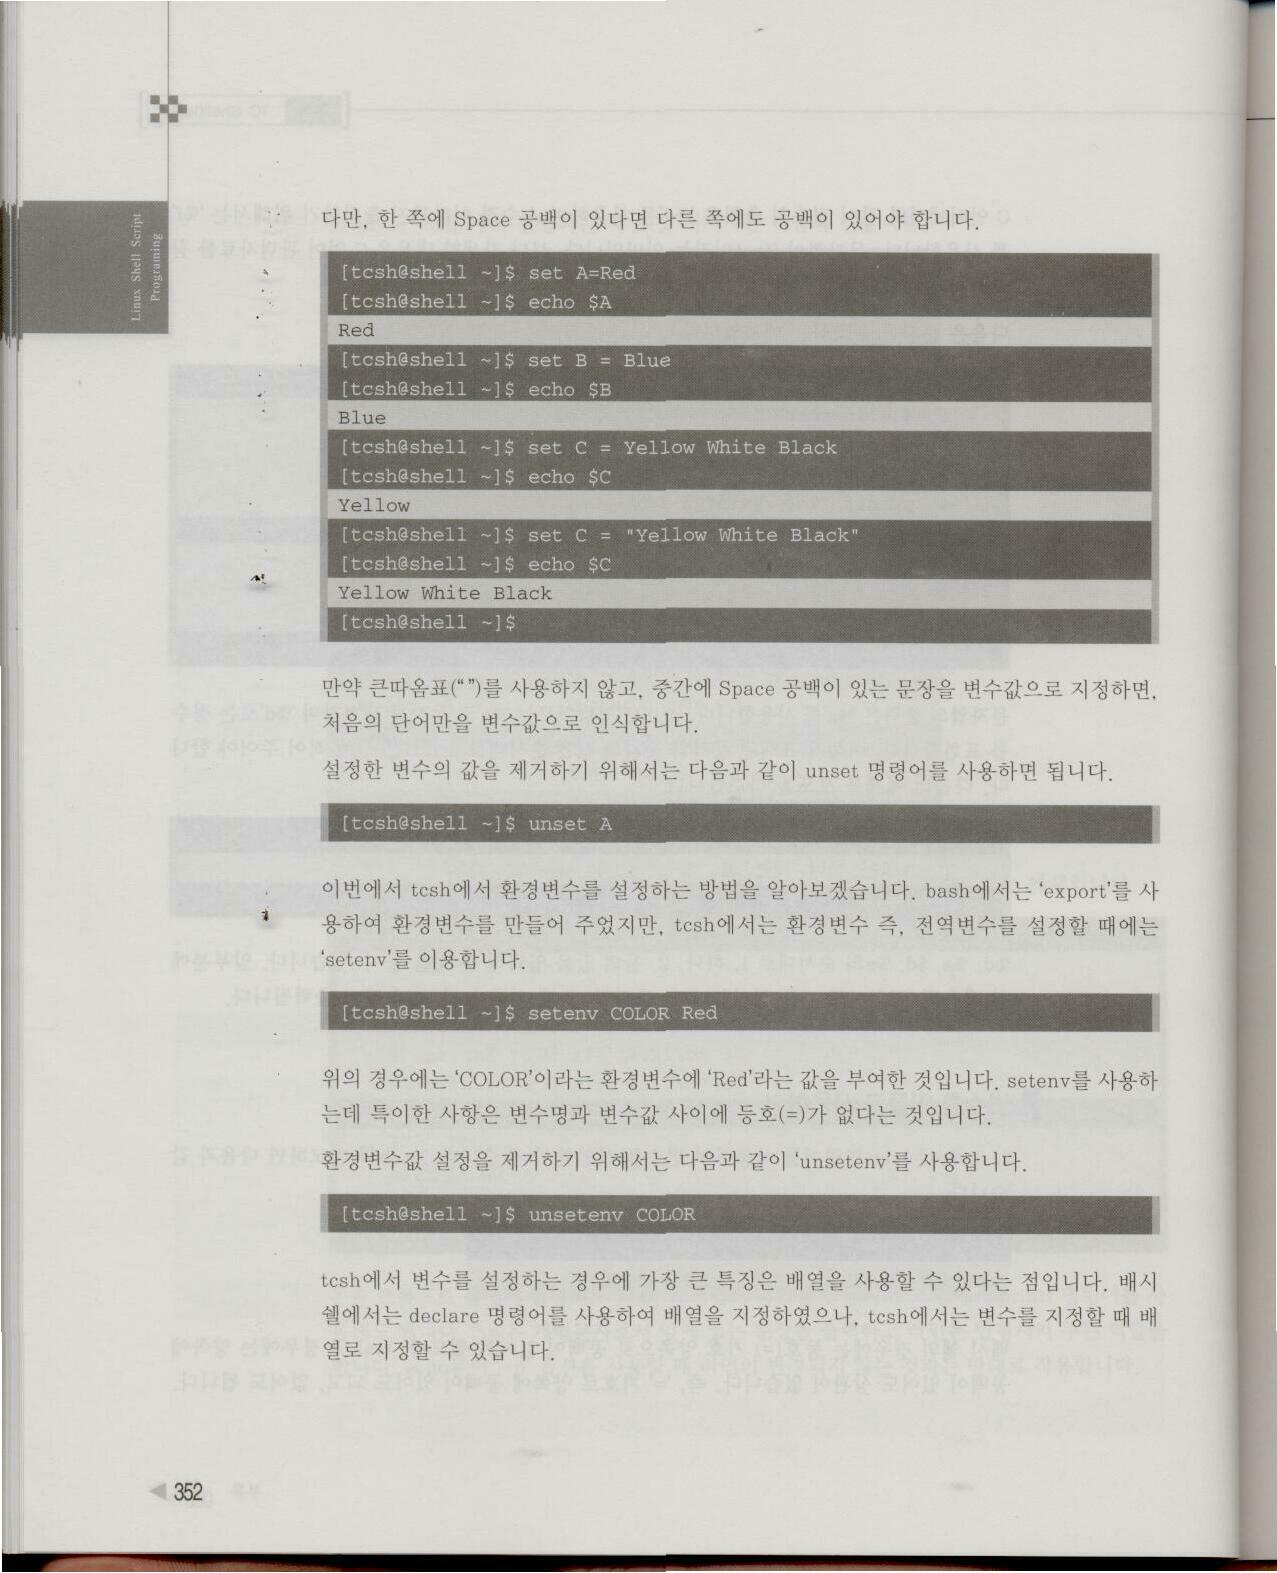 Linux Shell Script
Programing
다만, 한 쪽에 Space 공백이 있다면 다른 쪽에도 공백이 있어야 합니다.
[tcsh@shell ~]$ set A=Red
[tcsh@shell ~]$ echo $A
Red
[tcsh@shell ~]$ set B = Blue
[tcsh@shell ~]$ echo $B
Blue
[tcsh@shell ~]$ set C = Yellow White Black
[tcsh@shell ~]$ echo $C
Yellow
[tcsh@shell ~]$ set C = "Yellow White Black"
[tcsh@shell ~]$ echo $C
Yellow White Black
[tcsh@shell ~]$
만약 큰따옴표(“ ”)를 사용하지 않고, 중간에 Space 공백이 있는 문장을 변수값으로 지정하면,
처음의 단어만을 변수값으로 인식합니다.
설정한 변수의 값을 제거하기 위해서는 다음과 같이 unset 명령어를 사용하면 됩니다.
[tcsh@shell ~]$ unset A
이번에서 tcsh에서 환경변수를 설정하는 방법을 알아보겠습니다. bash에서는 ‘export’를 사
용하여 환경변수를 만들어 주었지만, tcsh에서는 환경변수 즉, 전역변수를 설정할 때에는
‘setenv’를 이용합니다.
[tcsh@shell ~]$ setenv COLOR Red
위의 경우에는 ‘COLOR’이라는 환경변수에 ‘Red’라는 값을 부여한 것입니다. setenv를 사용하
는데 특이한 사항은 변수명과 변수값 사이에 등호(=)가 없다는 것입니다.
환경변수값 설정을 제거하기 위해서는 다음과 같이 ‘unsetenv’를 사용합니다.
[tcsh@shell ~]$ unsetenv COLOR
tcsh에서 변수를 설정하는 경우에 가장 큰 특징은 배열을 사용할 수 있다는 점입니다. 배시
쉘에서는 declare 명령어를 사용하여 배열을 지정하였으나, tcsh에서는 변수를 지정할 때 배
열로 지정할 수 있습니다.
352